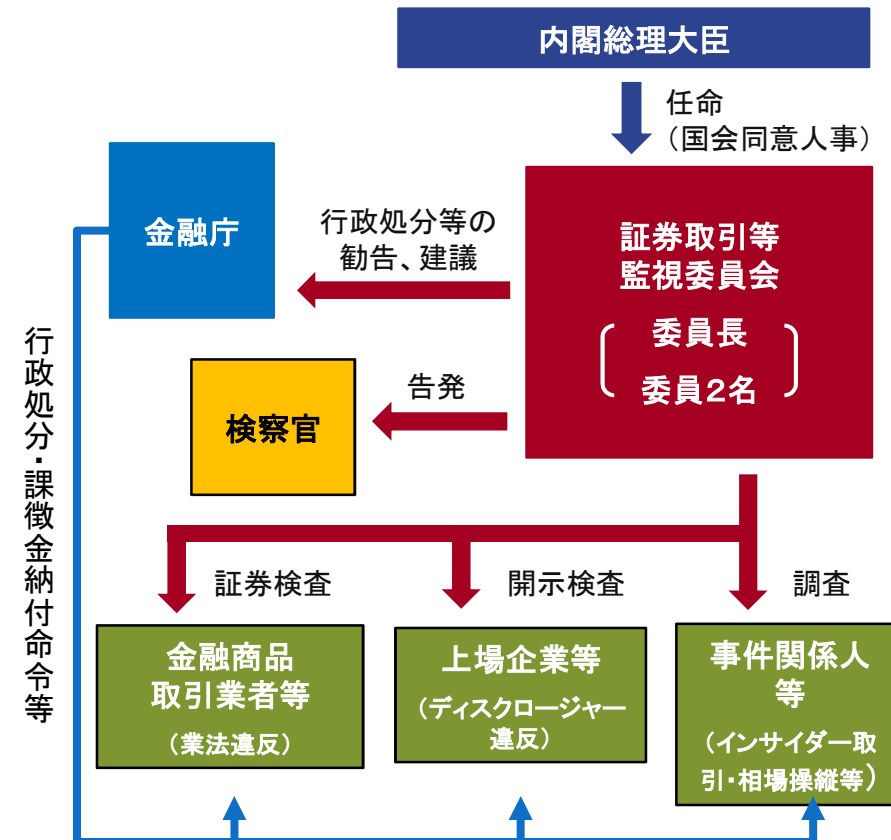 内閣総理大臣
任命
（国会同意人事）
金融庁
行政処分等の
勧告、建議
証券取引等
監視委員会
委員長
委員２名
検察官
告発
行政処分・課徴金納付命令等
証券検査
開示検査
調査
金融商品
取引業者等
（業法違反）
上場企業等
（ディスクロージャー
違反）
事件関係人
等
（インサイダー取
引・相場操縦等）